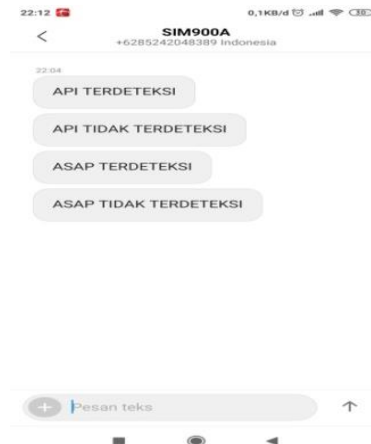 22:12 0,1KB/d
SIM900A
+6285242048389 Indonesia
22:04
API TERDETEKSI
API TIDAK TERDETEKSI
ASAP TERDETEKSI
ASAP TIDAK TERDETEKSI
Pesan teks